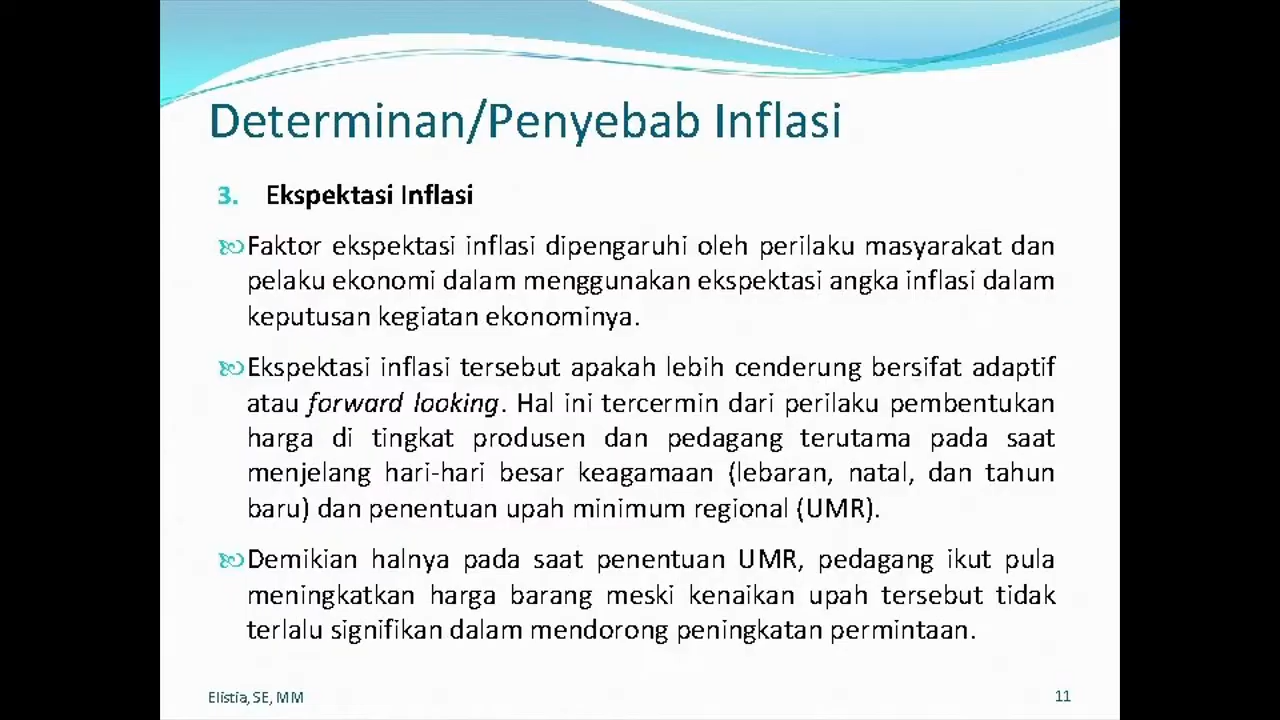 Determinan/Penyebab Inflasi
3. Ekspektasi Inflasi
Faktor ekspektasi inflasi dipengaruhi oleh perilaku masyarakat dan
pelaku ekonomi dalam menggunakan ekspektasi angka inflasi dalam
keputusan kegiatan ekonominya.
Ekspektasi inflasi tersebut apakah lebih cenderung bersifat adaptif
atau forward looking. Hal ini tercermin dari perilaku pembentukan
harga di tingkat produsen dan pedagang terutama pada saat
menjelang hari-hari besar keagamaan (lebaran, natal, dan tahun
baru) dan penentuan upah minimum regional (UMR).
Demikian halnya pada saat penentuan UMR, pedagang ikut pula
meningkatkan harga barang meski kenaikan upah tersebut tidak
terlalu signifikan dalam mendorong peningkatan permintaan.
Elistia, SE, MM
11